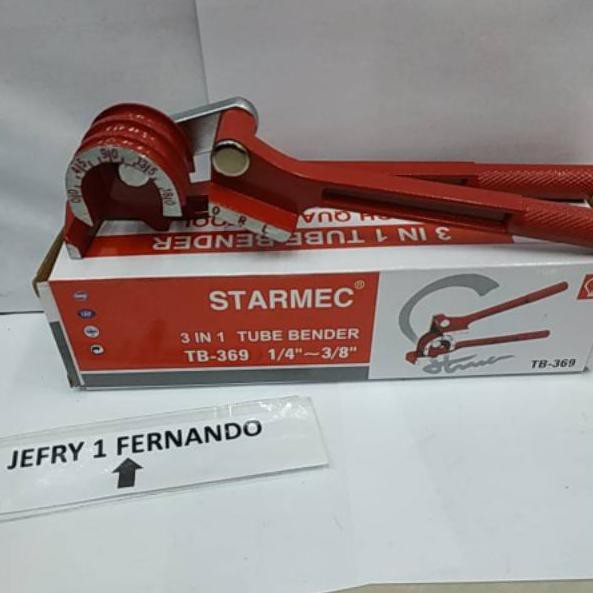 O R L
3 IN 1 TUBE BENDER
STARMEC®
3 IN 1 TUBE BENDER
TB-369 1/4"~3/8"
TB-369
JEFRY 1 FERNANDO